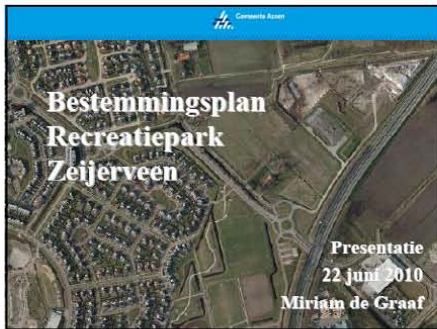 Gemeente Assen
Bestemmingsplan
Recreatiepark
Zeijerveen
Presentatie
22 juni 2010
Miriam de Graaf